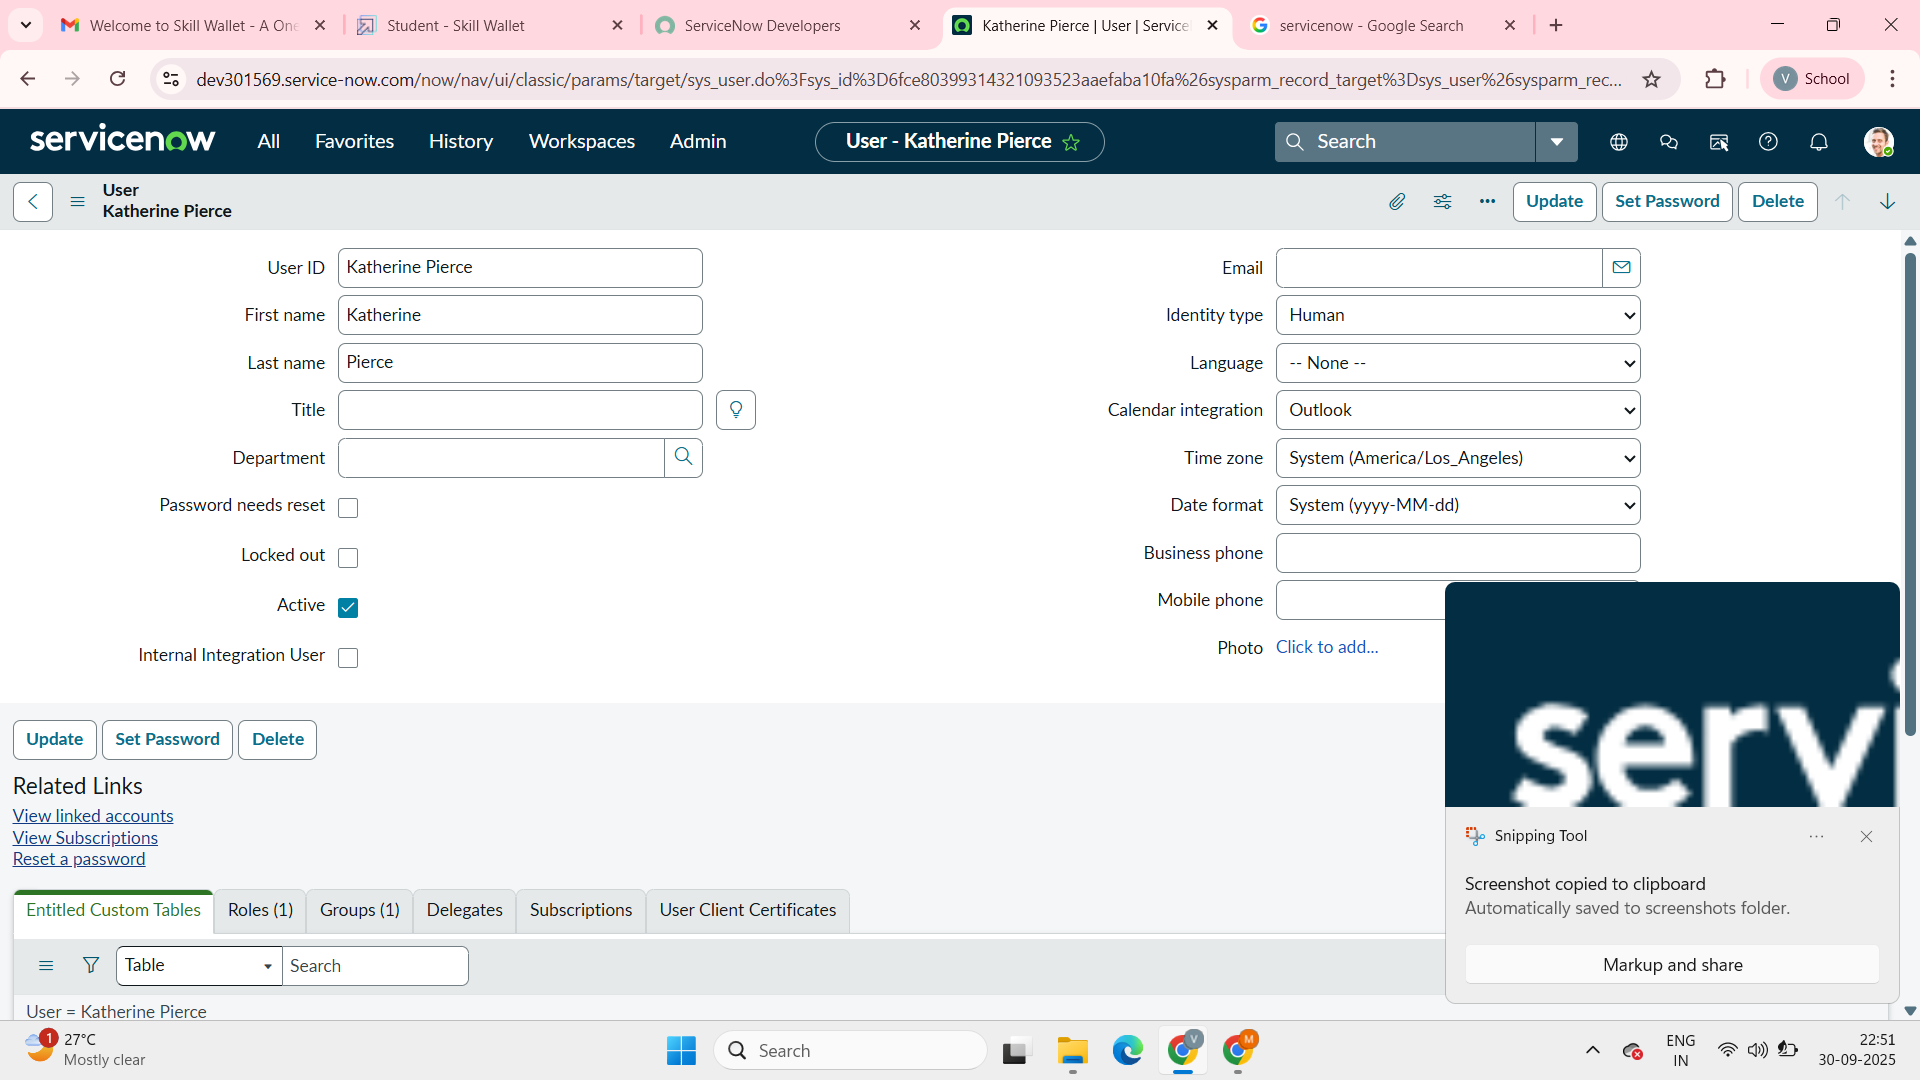 Welcome to Skill Wallet - A One
Student - Skill Wallet
ServiceNow Developers
Katherine Pierce | User | Service
servicenow - Google Search
dev301569.service-now.com/now/nav/ui/classic/params/target/sys_user.do%3Fsys_id%3D6fce80399314321093523aaefaba10fa%26sysparm_record_target%3Dsys_user%26sysparm_rec...
V School
servicenow
All
Favorites
History
Workspaces
Admin
User - Katherine Pierce
Search
User
Katherine Pierce
Update
Set Password
Delete
User ID
Katherine Pierce
First name
Katherine
Last name
Pierce
Title
Department
Password needs reset
Locked out
Active
Internal Integration User
Email
Identity type
Human
Language
-- None --
Calendar integration
Outlook
Time zone
System (America/Los_Angeles)
Date format
System (yyyy-MM-dd)
Business phone
Mobile phone
Photo
Click to add...
Update
Set Password
Delete
Related Links
View linked accounts
View Subscriptions
Reset a password
Entitled Custom Tables
Roles (1)
Groups (1)
Delegates
Subscriptions
User Client Certificates
Table
Search
User = Katherine Pierce
servi
Snipping Tool
Screenshot copied to clipboard
Automatically saved to screenshots folder.
Markup and share
1
27°C
Mostly clear
Search
V
M
ENG
IN
22:51
30-09-2025